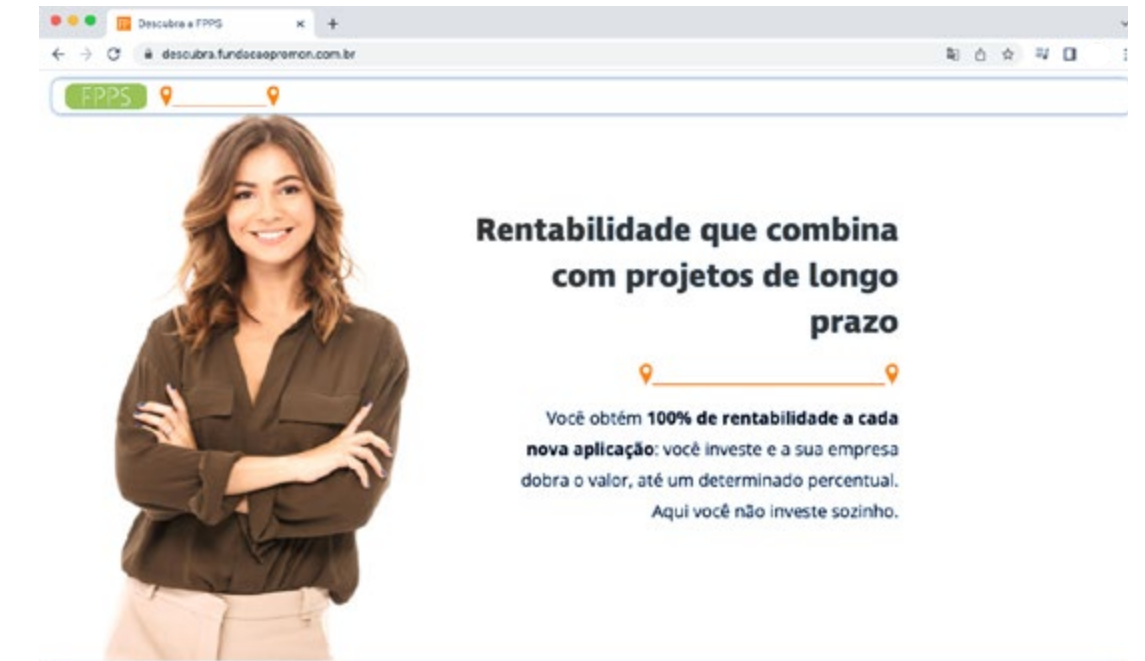 Descubra a FPPS
descubra.fundacaopromon.com.br
FPPS
Rentabilidade que combina
com projetos de longo
prazo
Você obtém 100% de rentabilidade a cada
nova aplicação: você investe e a sua empresa
dobra o valor, até um determinado percentual.
Aqui você não investe sozinho.